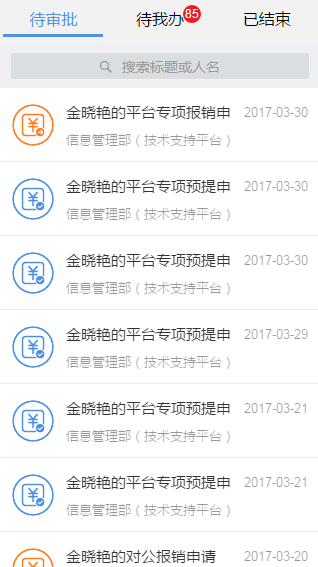 待审批 待我办 85 已结束
搜索标题或人名
金晓艳的平台专项报销申 2017-03-30
信息管理部（技术支持平台）
金晓艳的平台专项预提申 2017-03-30
信息管理部（技术支持平台）
金晓艳的平台专项预提申 2017-03-30
信息管理部（技术支持平台）
金晓艳的平台专项预提申 2017-03-29
信息管理部（技术支持平台）
金晓艳的平台专项预提申 2017-03-21
信息管理部（技术支持平台）
金晓艳的平台专项预提申 2017-03-21
信息管理部（技术支持平台）
金晓艳的对公报销申请 2017-03-20